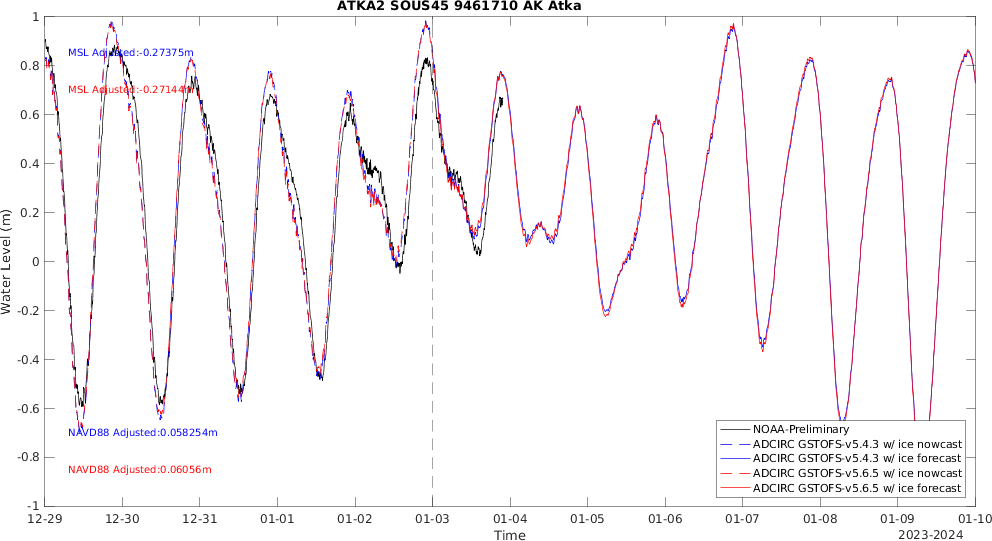 ATKA2 SOUS45 9461710 AK Atka
1
0.8
0.6
0.4
0.2
0
-0.2
-0.4
-0.6
-0.8
-1
Water Level (m)
MSL Adjusted:-0.27375m
MSL Adjusted:-0.27144m
NAVD88 Adjusted:0.058254m
NAVD88 Adjusted:0.06056m
NOAA-Preliminary
ADCIRC GSTOFS-v5.4.3 w/ ice nowcast
ADCIRC GSTOFS-v5.4.3 w/ ice forecast
ADCIRC GSTOFS-v5.6.5 w/ ice nowcast
ADCIRC GSTOFS-v5.6.5 w/ ice forecast
12-29 12-30 12-31 01-01 01-02 01-03 01-04 01-05 01-06 01-07 01-08 01-09 01-10
Time
2023-2024